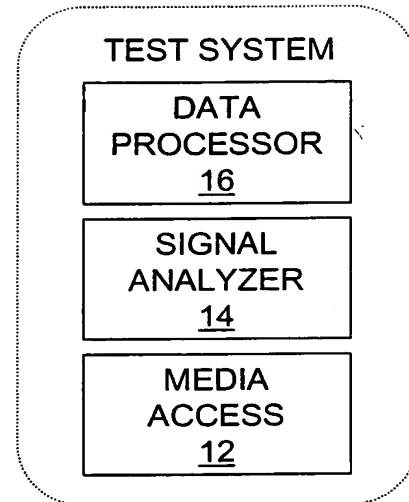 TEST SYSTEM
DATA
PROCESSOR
16
SIGNAL
ANALYZER
14
MEDIA
ACCESS
12